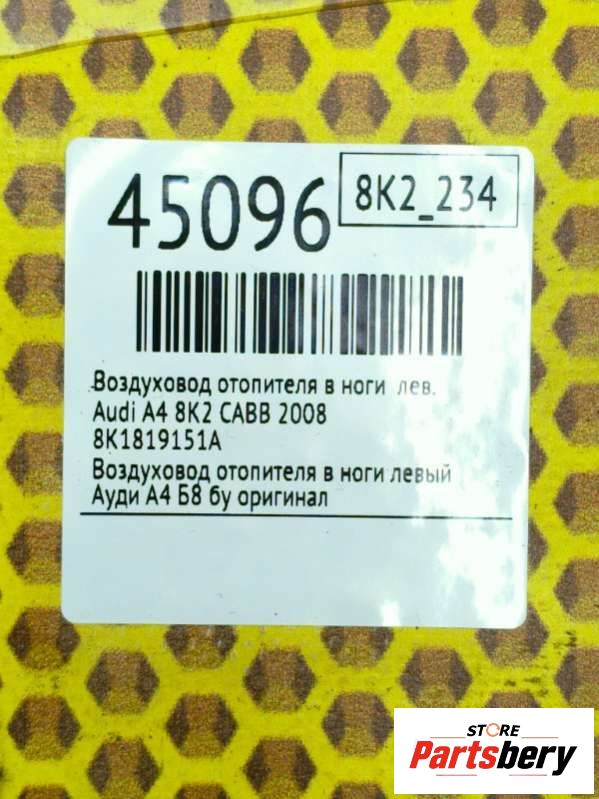 45096
8K2_234
Воздуховод отопителя в ноги лев.
Audi A4 8K2 CABB 2008
8K1819151A
Воздуховод отопителя в ноги левый
Ауди А4 Б8 бу оригинал
STORE
Partsbery